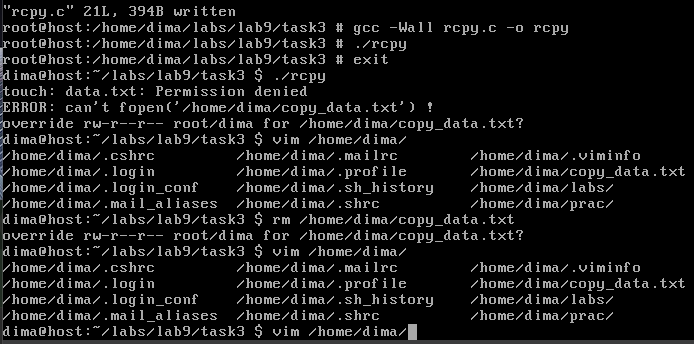 "rcpy.c" 21L, 394B written
root@host:/home/dima/labs/lab9/task3 # gcc -Wall rcpy.c -o rcpy
root@host:/home/dima/labs/lab9/task3 # ./rcpy
root@host:/home/dima/labs/lab9/task3 # exit
dima@host:~/labs/lab9/task3 $ ./rcpy
touch: data.txt: Permission denied
ERROR: can't fopen('/home/dima/copy_data.txt') !
override rw-r--r-- root/dima for /home/dima/copy_data.txt?
dima@host:~/labs/lab9/task3 $ vim /home/dima/
/home/dima/.cshrc /home/dima/.mailrc /home/dima/.viminfo
/home/dima/.login /home/dima/.profile /home/dima/copy_data.txt
/home/dima/.login_conf /home/dima/.sh_history /home/dima/labs/
/home/dima/.mail_aliases /home/dima/.shrc /home/dima/prac/
dima@host:~/labs/lab9/task3 $ rm /home/dima/copy_data.txt
override rw-r--r-- root/dima for /home/dima/copy_data.txt?
dima@host:~/labs/lab9/task3 $ vim /home/dima/
/home/dima/.cshrc /home/dima/.mailrc /home/dima/.viminfo
/home/dima/.login /home/dima/.profile /home/dima/copy_data.txt
/home/dima/.login_conf /home/dima/.sh_history /home/dima/labs/
/home/dima/.mail_aliases /home/dima/.shrc /home/dima/prac/
dima@host:~/labs/lab9/task3 $ vim /home/dima/